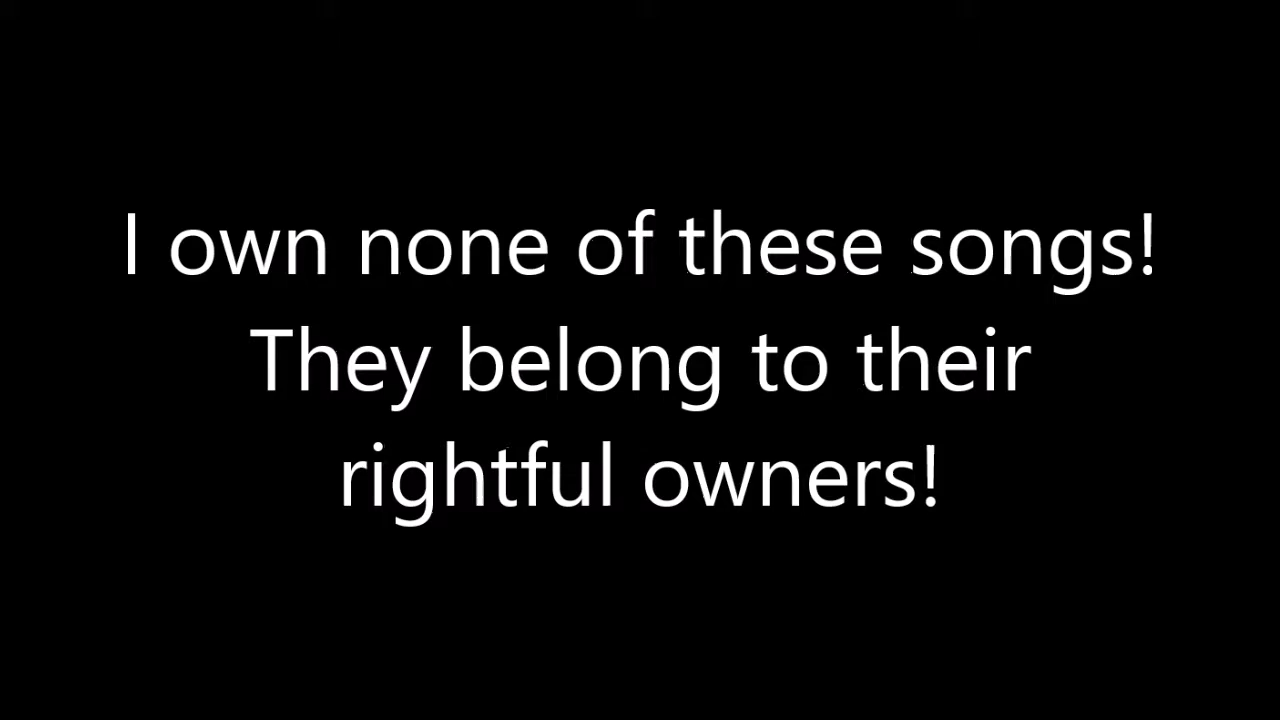 I own none of these songs!
They belong to their
rightful owners!